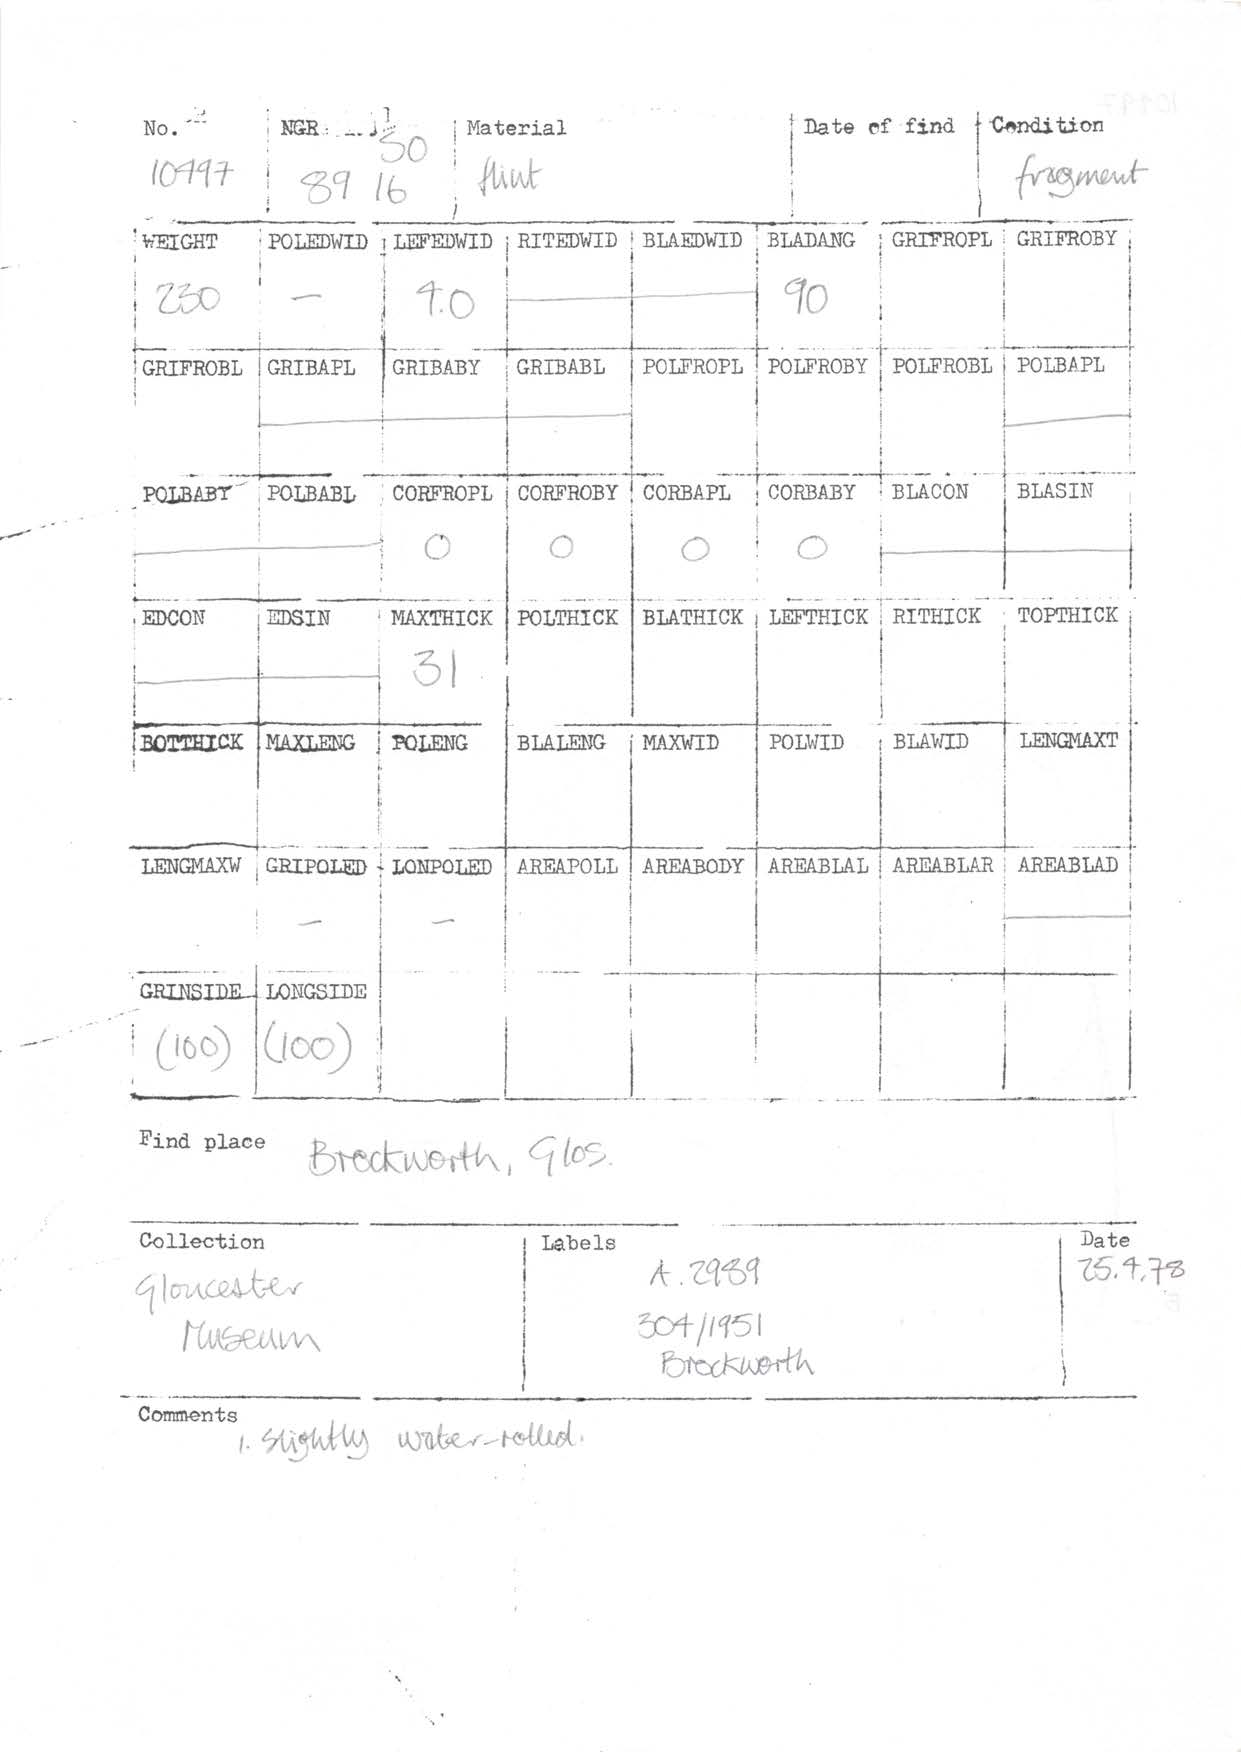 No. NGR Material Date of find Condition
10497 50 89 16 flint fragment
WEIGHT POLEDWID LEFEDWID RITEDWID BLAEDWID BLADANG GRIFROPL GRIFROBY
230 — 4.0 90
GRIFROBL GRIBAPL GRIBABY GRIBABL POLFROPL POLFROBY POLFROBL POLBAPL
POLBABY POLBABL CORFROPL CORFROBY CORBAPL CORBABY BLACON BLASIN
0 0 0 0
EDCON EDSIN MAXTHICK POLTHICK BLATHICK LEFTHICK RITHICK TOPTHICK
31
BOTTHICK MAXLENG POLENG BLALENG MAXWID POLWID BLAWID LENGMAXT
LENGMAXW GRIPOLED LONPOLED AREAPOLL AREABODY AREABLAL AREABLAR AREABLAD
— —
GRINSIDE LONGSIDE
(100) (100)
Find place Brockworth, Glos.
Collection Labels Date
Gloucester A.2989 25.4.78
Museum 304/1951
Brockworth
Comments
1. slightly water-rolled.